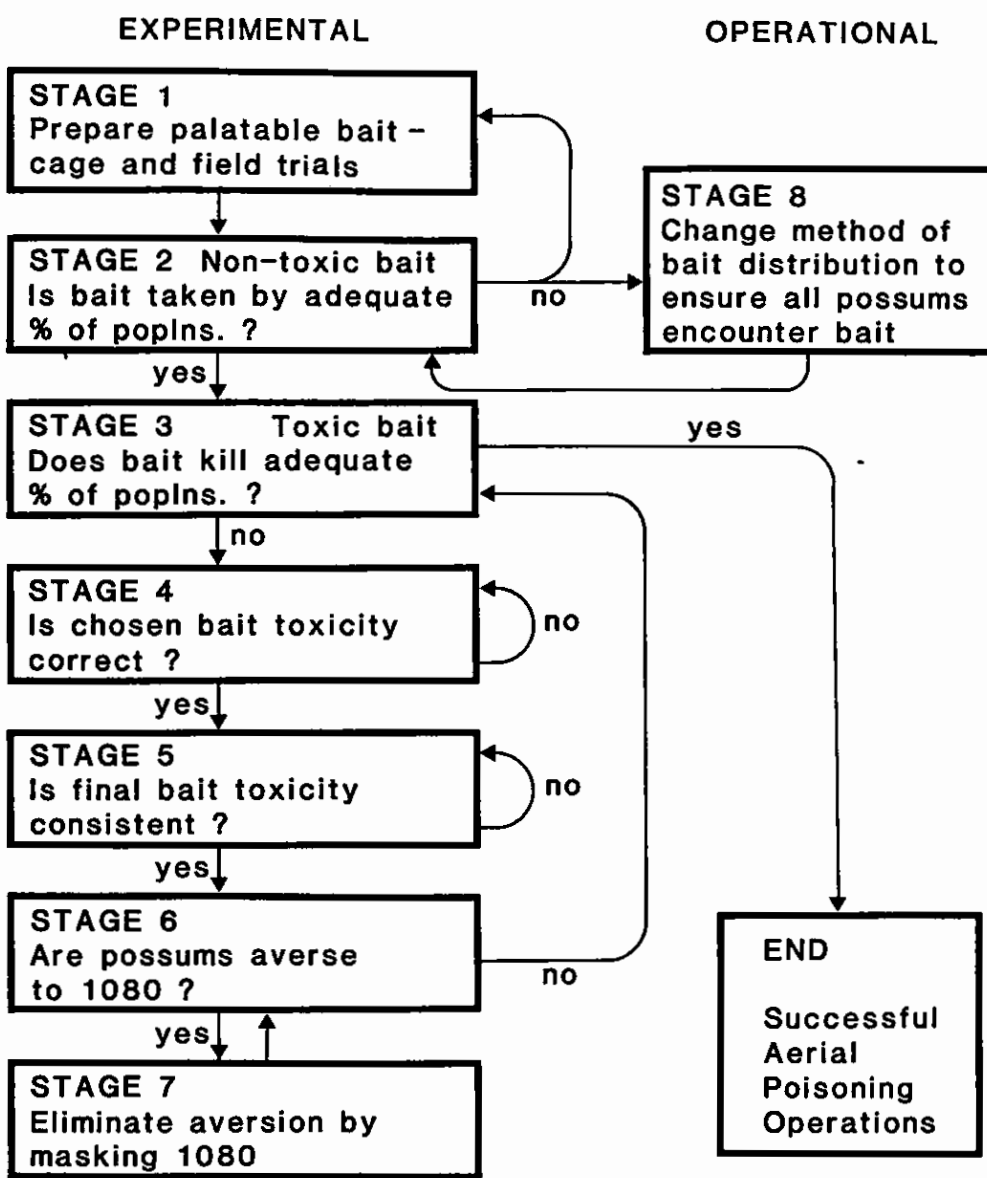 EXPERIMENTAL
OPERATIONAL
STAGE 1
Prepare palatable bait –
cage and field trials
STAGE 8
Change method of
bait distribution to
ensure all possums
encounter bait
STAGE 2 Non-toxic bait
Is bait taken by adequate
% of poplns. ?
no
yes
STAGE 3 Toxic bait
Does bait kill adequate
% of poplns. ?
yes
no
STAGE 4
Is chosen bait toxicity
correct ?
no
yes
STAGE 5
Is final bait toxicity
consistent ?
no
yes
STAGE 6
Are possums averse
to 1080 ?
no
yes
STAGE 7
Eliminate aversion by
masking 1080
END
Successful
Aerial
Poisoning
Operations